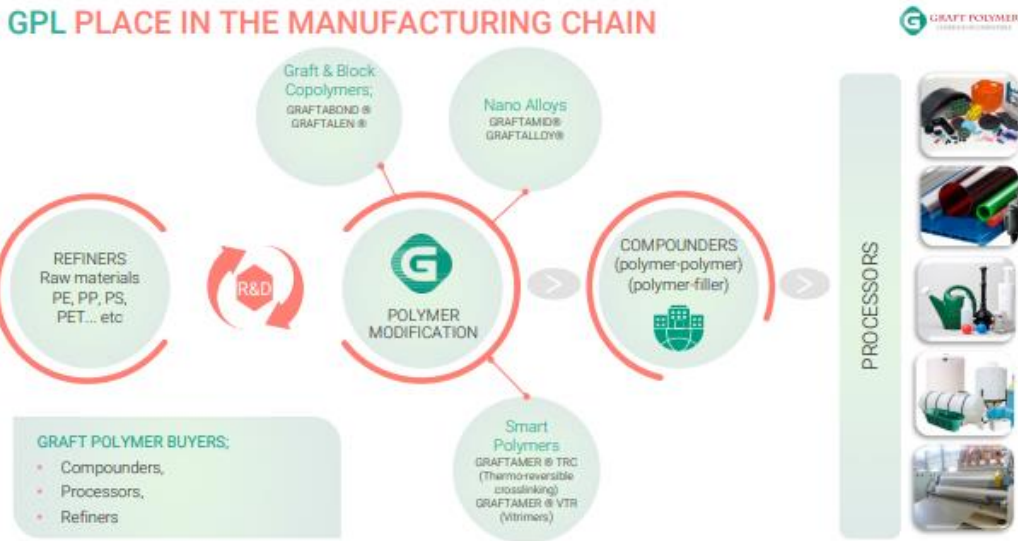 GPL PLACE IN THE MANUFACTURING CHAIN
GRAFT POLYMER
Graft & Block
Copolymers;
GRAFTABOND ®
GRAFTALEN ®
Nano Alloys
GRAFTAMID®
GRAFTALLOY®
REFINERS
Raw materials
PE, PP, PS,
PET... etc
R&D
G
POLYMER
MODIFICATION
COMPOUNDERS
(polymer-polymer)
(polymer-filler)
PROCESSORS
Smart
Polymers
GRAFTAMER ® TRC
(Thermo-reversible
crosslinking)
GRAFTAMER ® VTR
(Vitrimers)
GRAFT POLYMER BUYERS;
• Compounders,
• Processors,
• Refiners